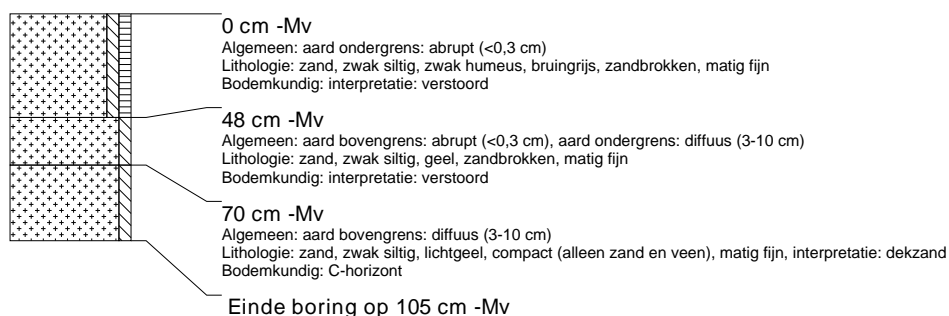 0 cm -Mv
Algemeen: aard ondergrens: abrupt (<0,3 cm)
Lithologie: zand, zwak siltig, zwak humeus, bruingrijs, zandbrokken, matig fijn
Bodemkundig: interpretatie: verstoord
48 cm -Mv
Algemeen: aard bovengrens: abrupt (<0,3 cm), aard ondergrens: diffuus (3-10 cm)
Lithologie: zand, zwak siltig, geel, zandbrokken, matig fijn
Bodemkundig: interpretatie: verstoord
70 cm -Mv
Algemeen: aard bovengrens: diffuus (3-10 cm)
Lithologie: zand, zwak siltig, lichtgeel, compact (alleen zand en veen), matig fijn, interpretatie: dekzand
Bodemkundig: C-horizont
Einde boring op 105 cm -Mv